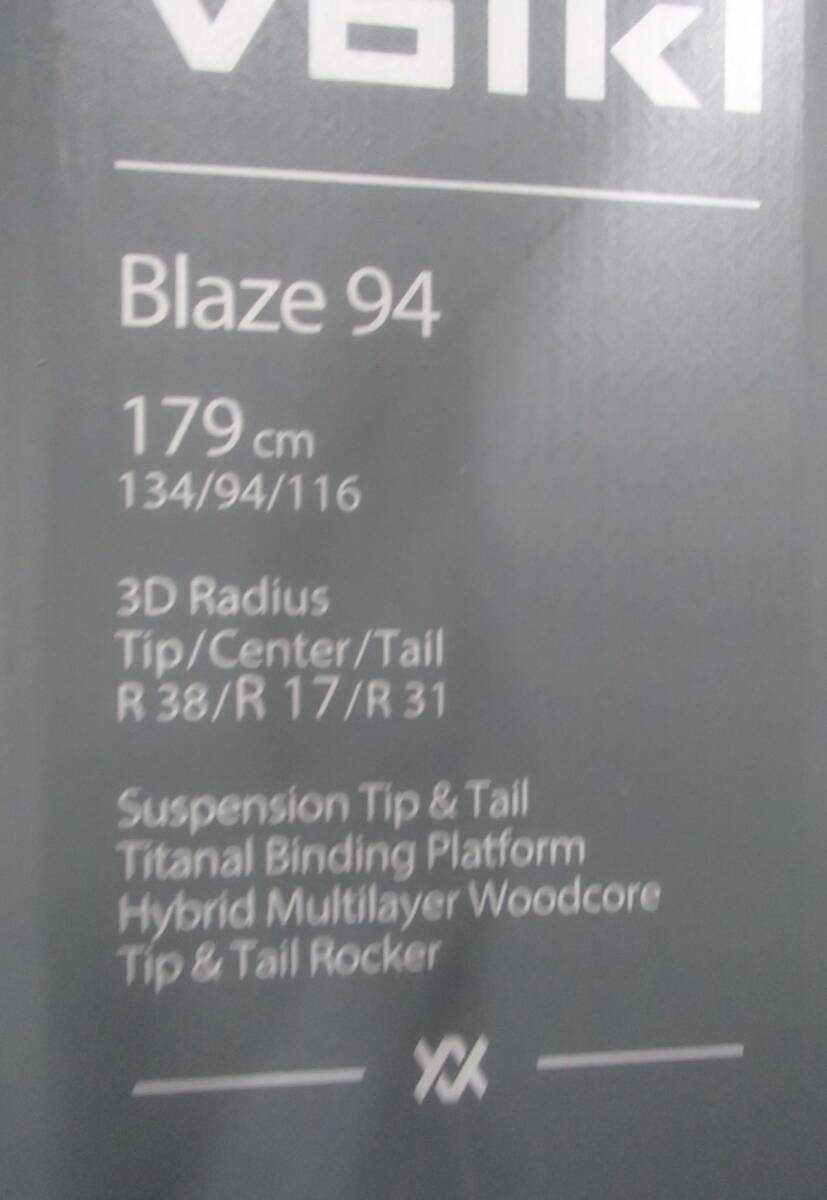 Völkl
Blaze 94
179 cm
134/94/116
3D Radius
Tip/Center/Tail
R 38/R 17/R 31
Suspension Tip & Tail
Titanal Binding Platform
Hybrid Multilayer Woodcore
Tip & Tail Rocker